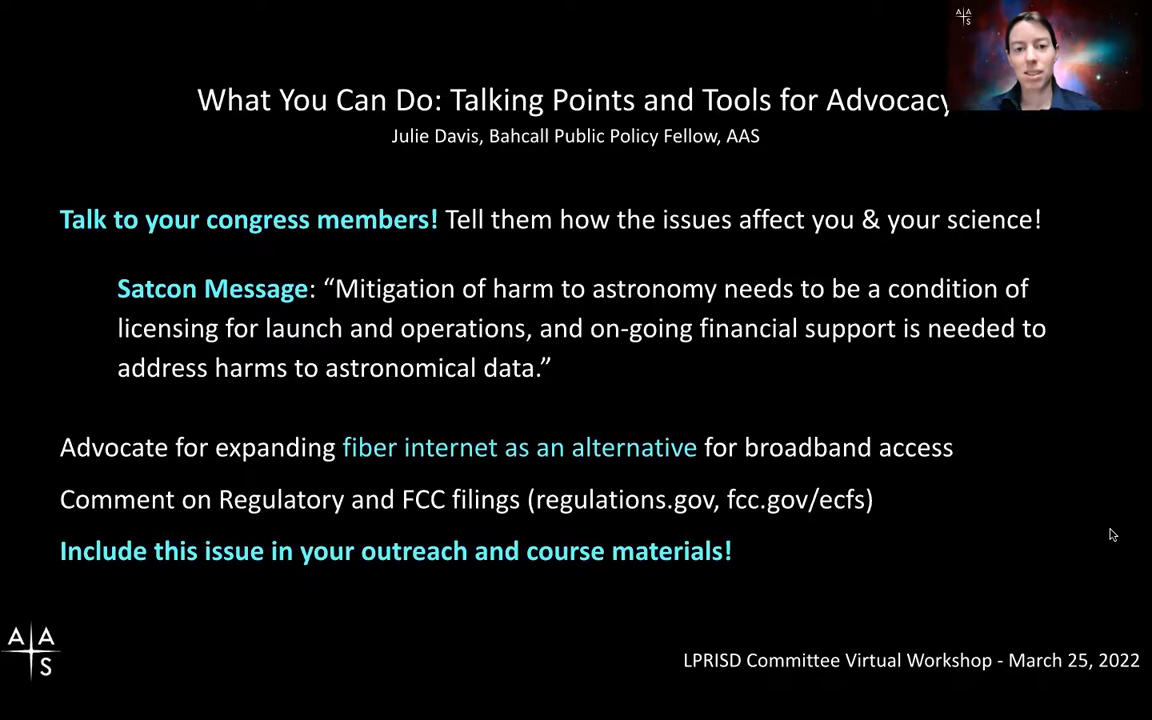 AAS
What You Can Do: Talking Points and Tools for Advocacy
Julie Davis, Bahcall Public Policy Fellow, AAS
Talk to your congress members! Tell them how the issues affect you & your science!
Satcon Message: “Mitigation of harm to astronomy needs to be a condition of
licensing for launch and operations, and on-going financial support is needed to
address harms to astronomical data.”
Advocate for expanding fiber internet as an alternative for broadband access
Comment on Regulatory and FCC filings (regulations.gov, fcc.gov/ecfs)
Include this issue in your outreach and course materials!
AAS
LPRISD Committee Virtual Workshop - March 25, 2022